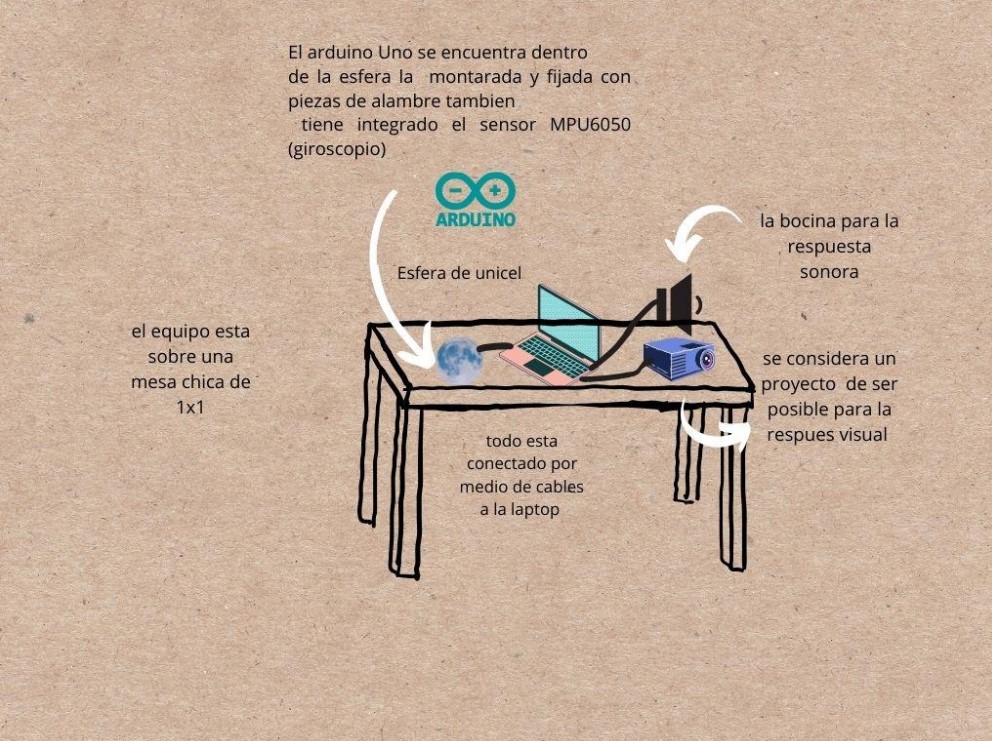 El arduino Uno se encuentra dentro
de la esfera la montarada y fijada con
piezas de alambre tambien
tiene integrado el sensor MPU6050
(giroscopio)
ARDUINO
la bocina para la
respuesta
sonora
Esfera de unicel
el equipo esta
sobre una
mesa chica de
1x1
se considera un
proyecto de ser
posible para la
respues visual
todo esta
conectado por
medio de cables
a la laptop